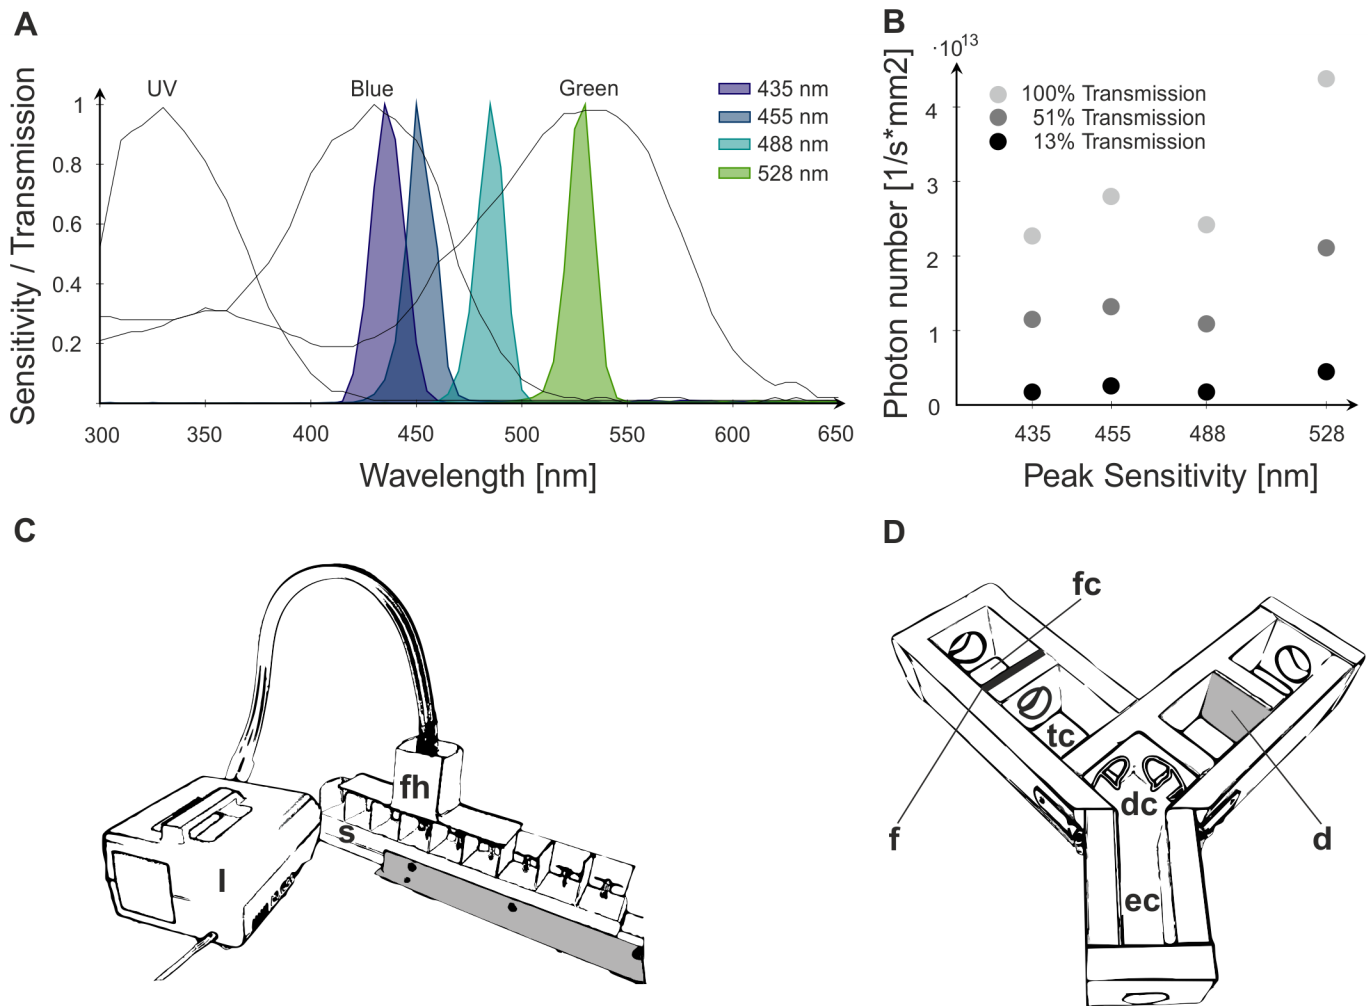 A
Sensitivity / Transmission
UV
Blue
Green
435 nm
455 nm
488 nm
528 nm
1
0.8
0.6
0.4
0.2
300 350 400 450 500 550 600 650
Wavelength [nm]
B
·10¹³
Photon number [1/s*mm2]
100% Transmission
51% Transmission
13% Transmission
4
3
2
1
0
435 455 488 528
Peak Sensitivity [nm]
C
fh
s
l
D
fc
tc
f
dc
d
ec